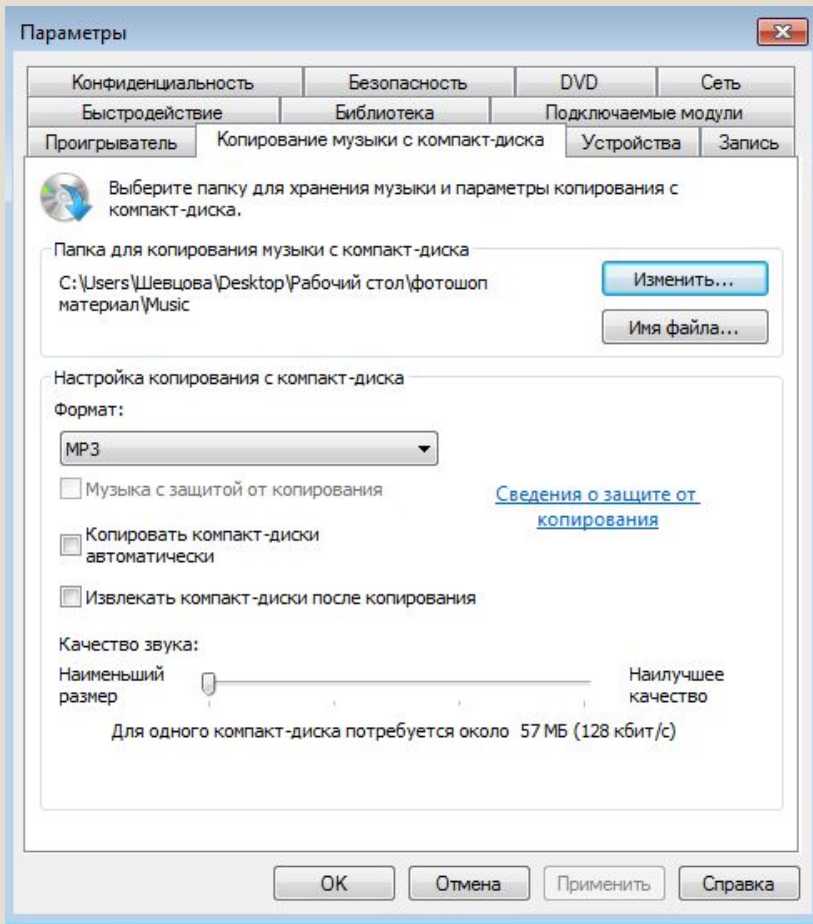 Параметры
Конфиденциальность Безопасность DVD Сеть
Быстродействие Библиотека Подключаемые модули
Проигрыватель Копирование музыки с компакт-диска Устройства Запись
Выберите папку для хранения музыки и параметры копирования с
компакт-диска.
Папка для копирования музыки с компакт-диска
C:\Users\Шевцова\Desktop\Рабочий стол\фотошоп
материал\Music
Изменить...
Имя файла...
Настройка копирования с компакт-диска
Формат:
MP3
Музыка с защитой от копирования
Сведения о защите от
копирования
Копировать компакт-диски
автоматически
Извлекать компакт-диски после копирования
Качество звука:
Наименьший
размер
Наилучшее
качество
Для одного компакт-диска потребуется около 57 МБ (128 кбит/с)
OK Отмена Применить Справка